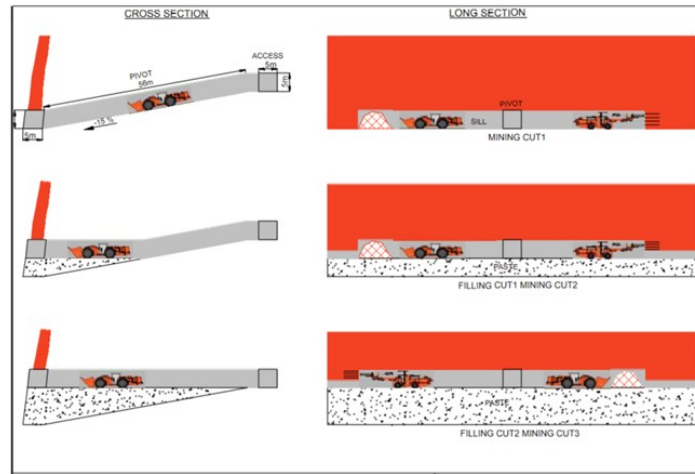 CROSS SECTION
LONG SECTION
ACCESS
5m
5m
PIVOT
56m
-15 %
5m
PIVOT
SILL
MINING CUT1
PASTE
FILLING CUT1 MINING CUT2
PASTE
FILLING CUT2 MINING CUT3